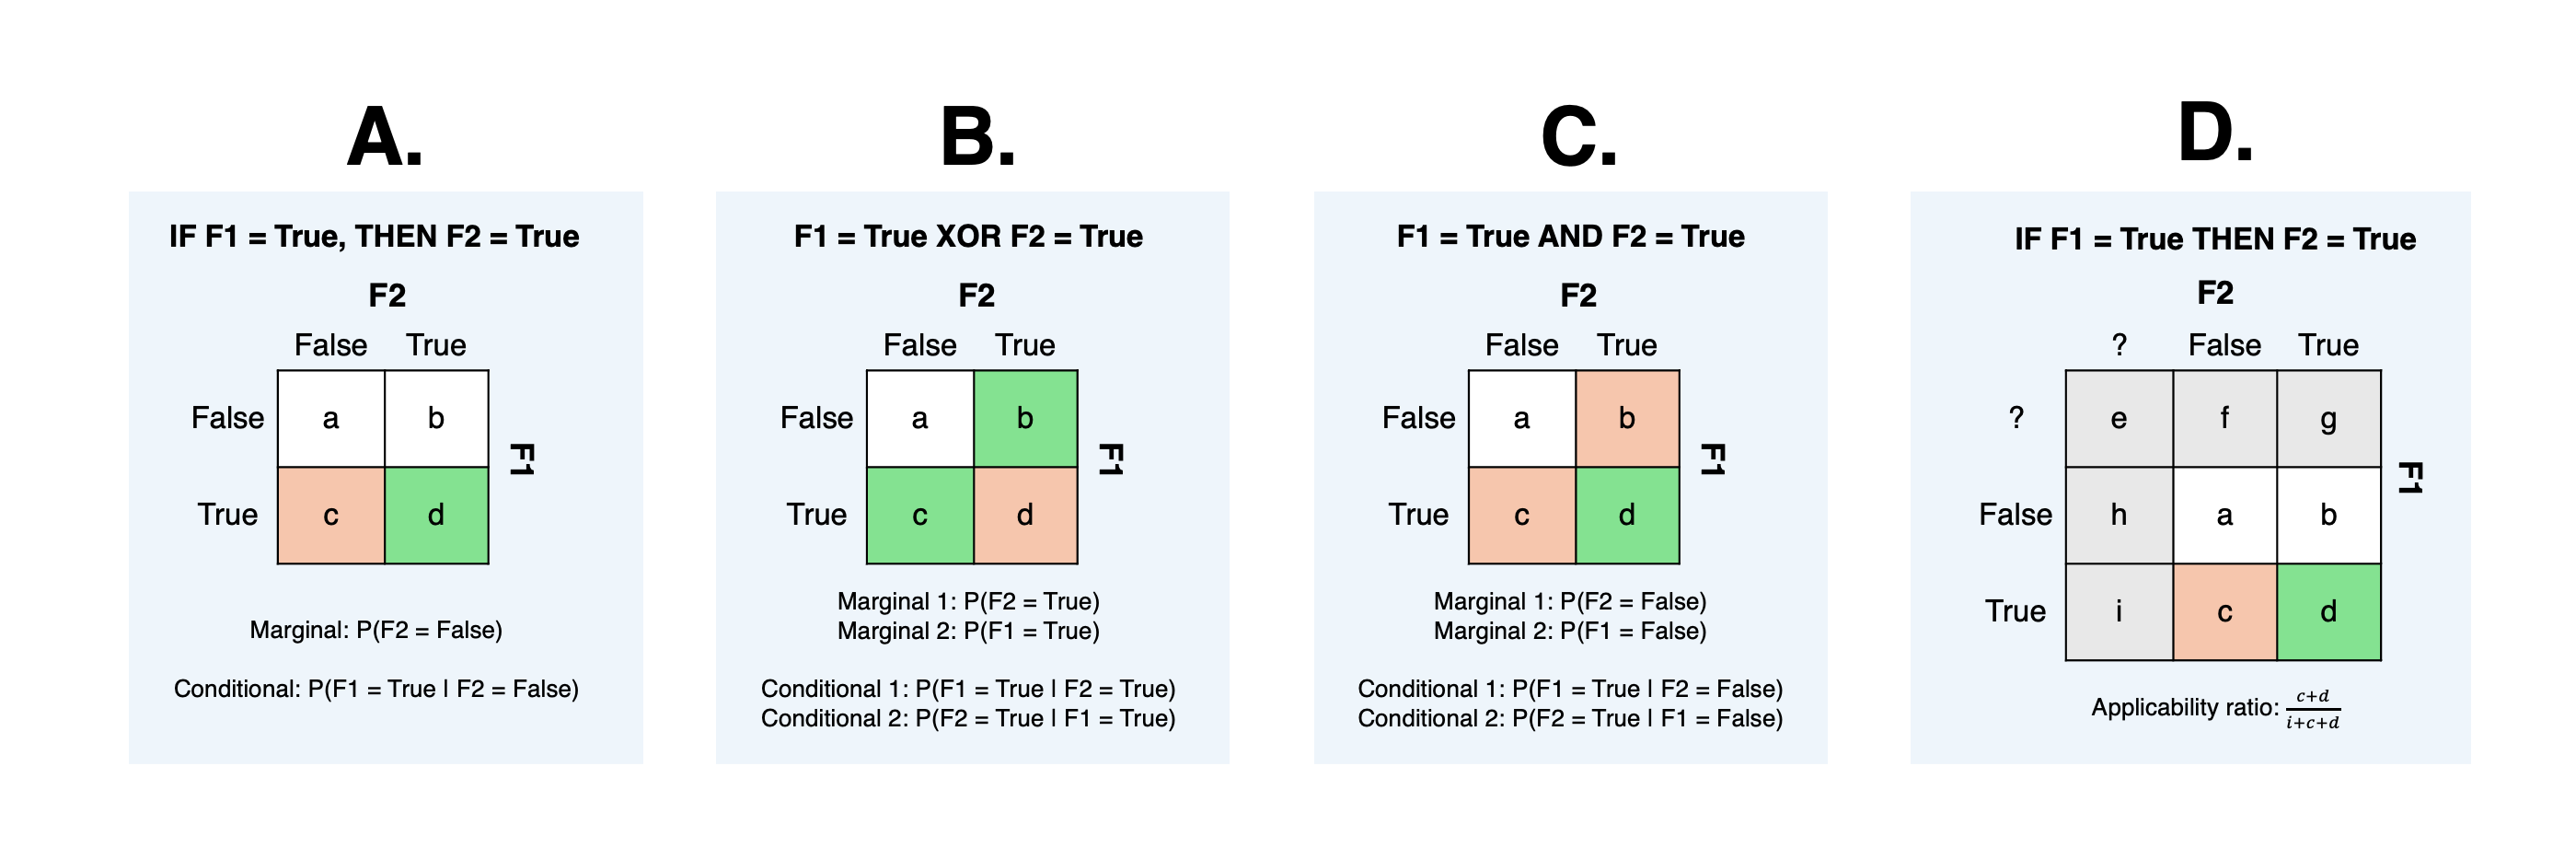 A.
IF F1 = True, THEN F2 = True
F2
False True
False a b
F1
True c d
Marginal: P(F2 = False)
Conditional: P(F1 = True | F2 = False)
B.
F1 = True XOR F2 = True
F2
False True
False a b
F1
True c d
Marginal 1: P(F2 = True)
Marginal 2: P(F1 = True)
Conditional 1: P(F1 = True | F2 = True)
Conditional 2: P(F2 = True | F1 = True)
C.
F1 = True AND F2 = True
F2
False True
False a b
F1
True c d
Marginal 1: P(F2 = False)
Marginal 2: P(F1 = False)
Conditional 1: P(F1 = True | F2 = False)
Conditional 2: P(F2 = True | F1 = False)
D.
IF F1 = True THEN F2 = True
F2
? False True
? e f g
F1
False h a b
True i c d
Applicability ratio: c+d / i+c+d